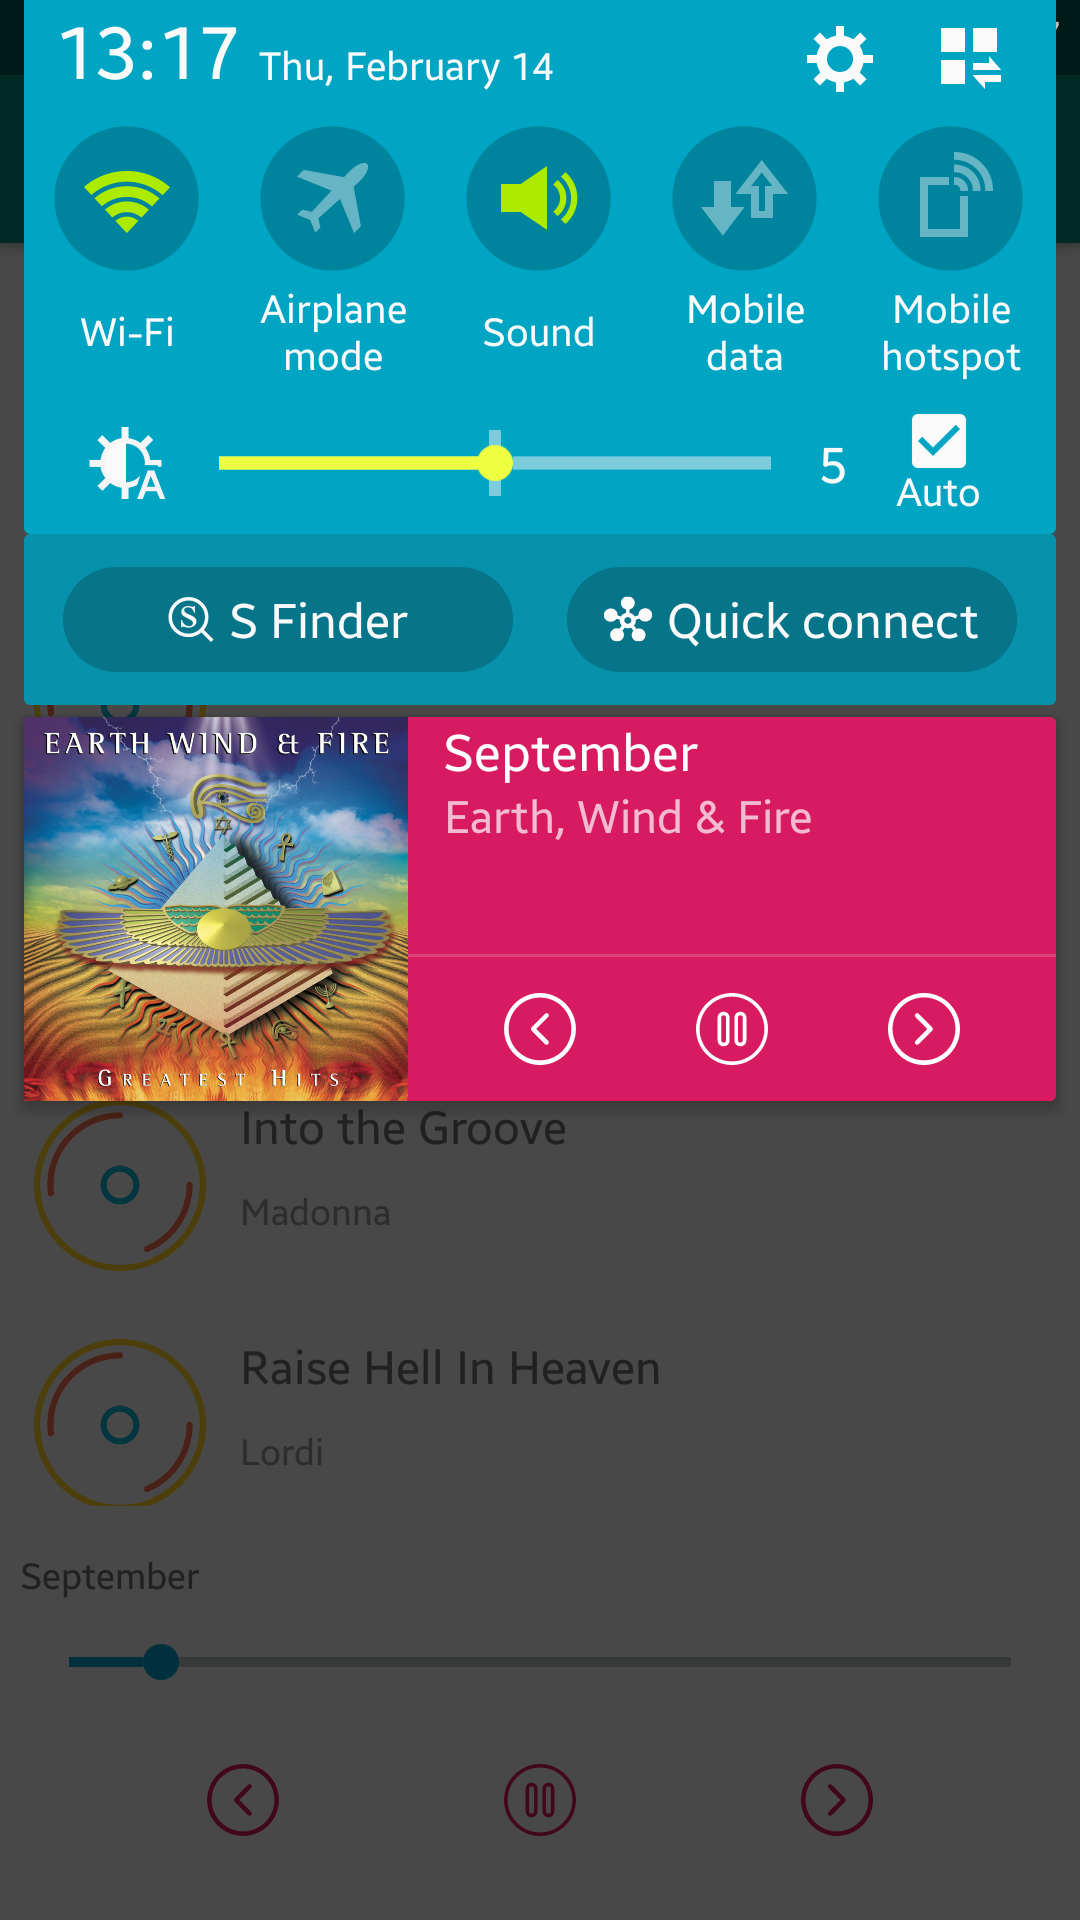 13:17 Thu, February 14
Wi-Fi
Airplane
mode
Sound
Mobile
data
Mobile
hotspot
A
5
Auto
S Finder
Quick connect
EARTH WIND & FIRE
GREATEST HITS
September
Earth, Wind & Fire
Into the Groove
Madonna
Raise Hell In Heaven
Lordi
September